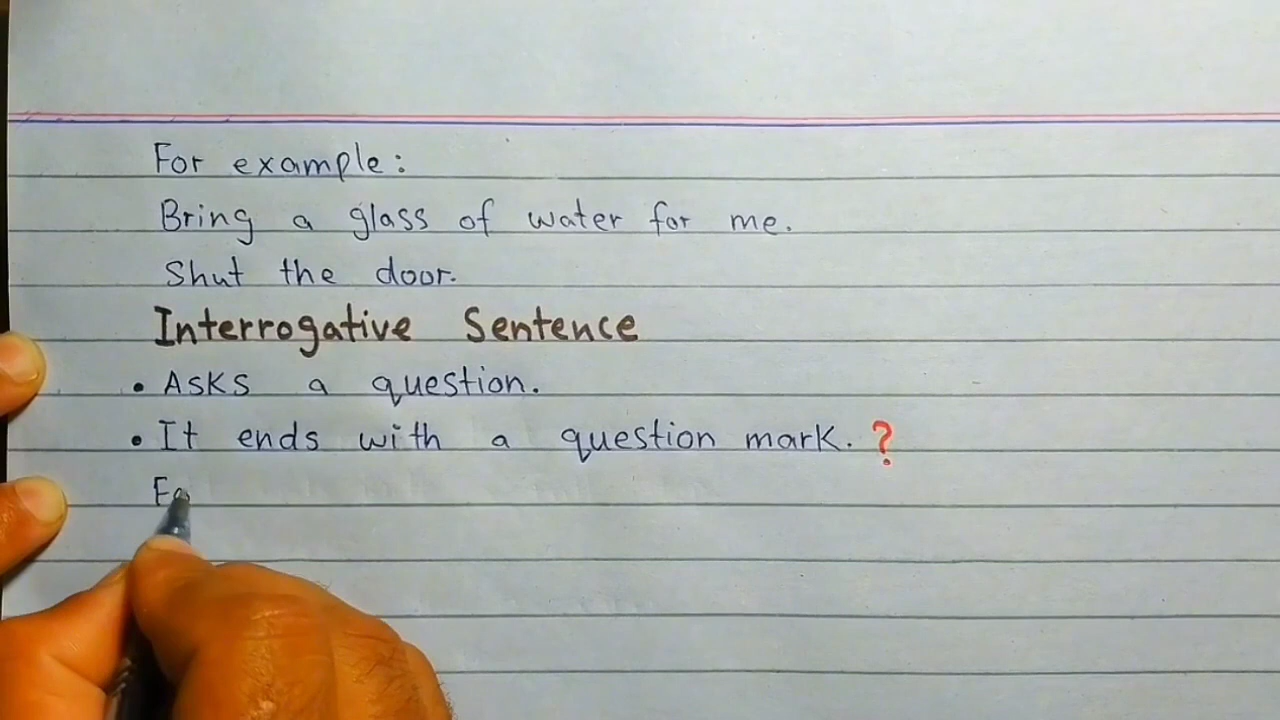 For example:
Bring a glass of water for me.
Shut the door.
Interrogative Sentence
• Asks a question.
• It ends with a question mark. ?
Fo